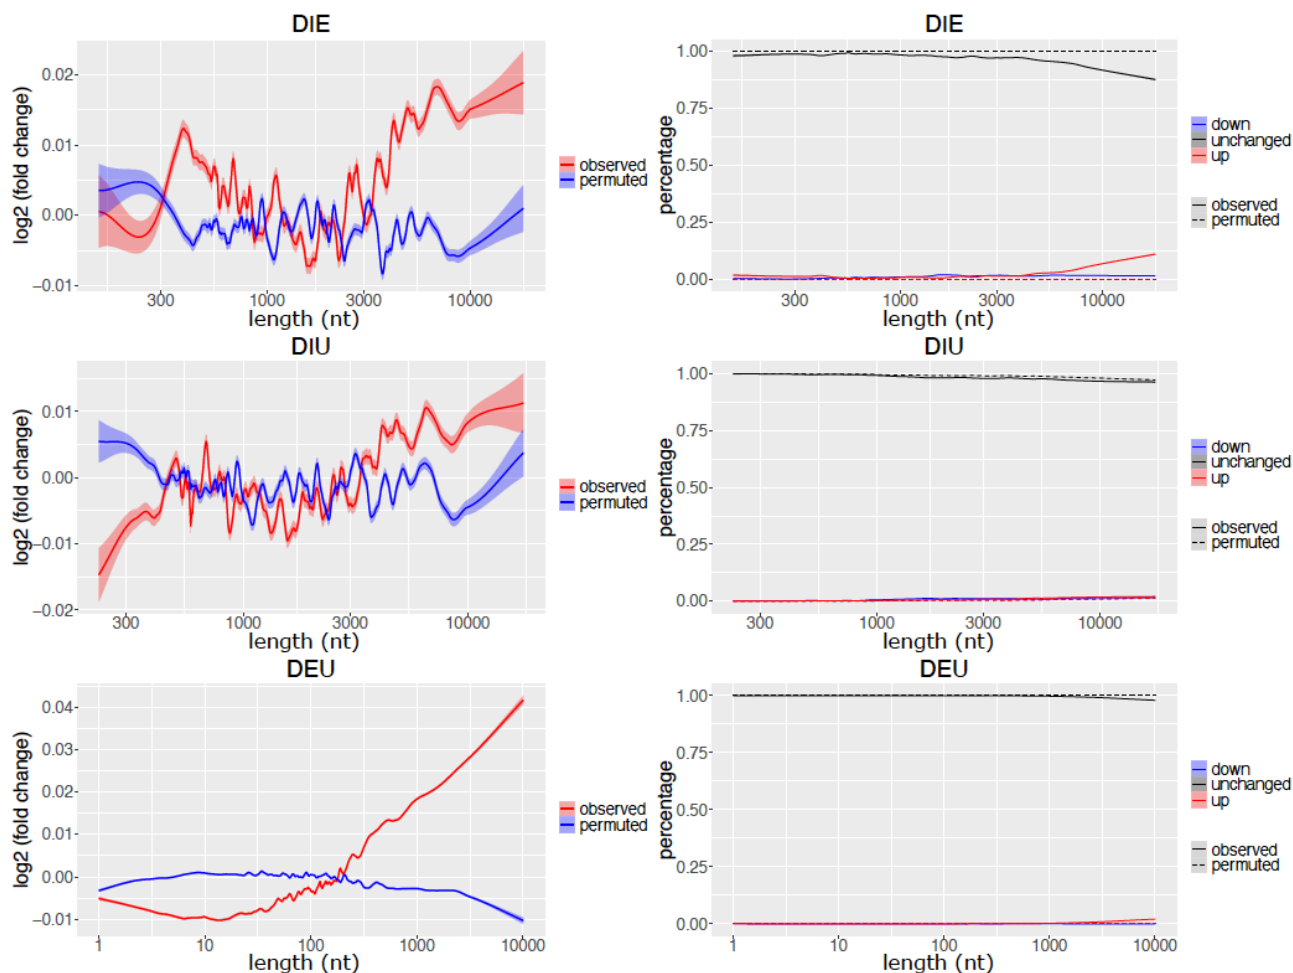 DIE
log2 (fold change)
0.02
0.01
0.00
−0.01
300
1000
3000
10000
length (nt)
observed
permuted
DIE
percentage
1.00
0.75
0.50
0.25
0.00
300
1000
3000
10000
length (nt)
down
unchanged
up
observed
permuted
DIU
log2 (fold change)
0.01
0.00
−0.01
−0.02
300
1000
3000
10000
length (nt)
observed
permuted
DIU
percentage
1.00
0.75
0.50
0.25
0.00
300
1000
3000
10000
length (nt)
down
unchanged
up
observed
permuted
DEU
log2 (fold change)
0.04
0.03
0.02
0.01
0.00
−0.01
1
10
100
1000
10000
length (nt)
observed
permuted
DEU
percentage
1.00
0.75
0.50
0.25
0.00
1
10
100
1000
10000
length (nt)
down
unchanged
up
observed
permuted